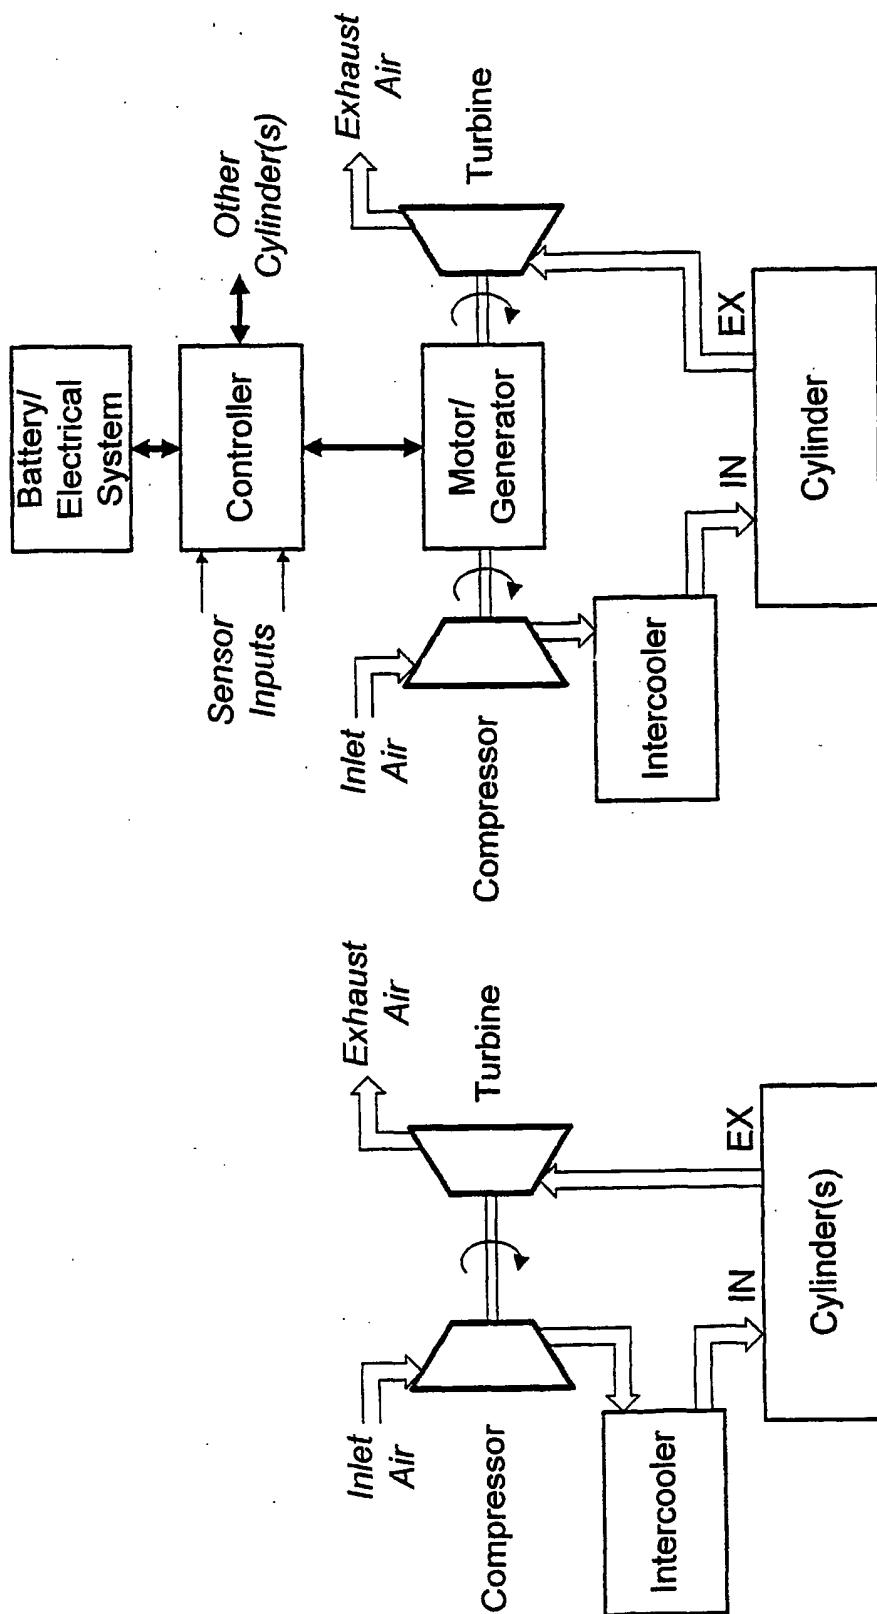 Inlet
Air
Exhaust
Air
Compressor
Turbine
Intercooler
IN
EX
Cylinder(s)
Battery/
Electrical
System
Sensor
Inputs
Controller
Other
Cylinder(s)
Inlet
Air
Exhaust
Air
Motor/
Generator
Compressor
Turbine
Intercooler
IN
EX
Cylinder